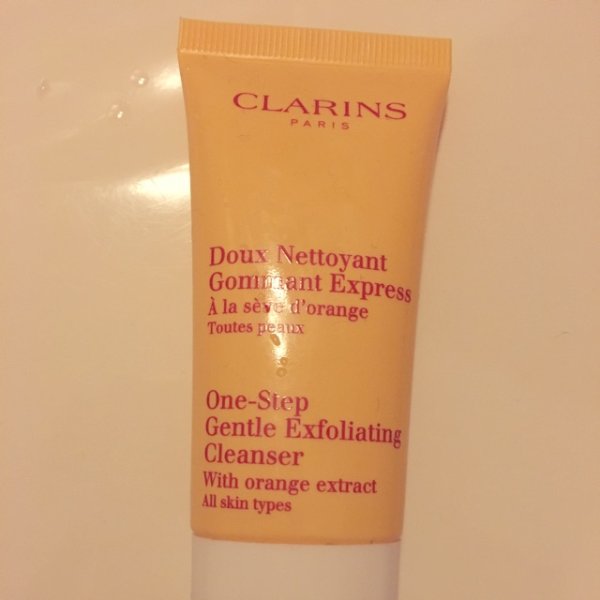 CLARINS
PARIS
Doux Nettoyant
Gommant Express
À la sève d'orange
Toutes peaux
One-Step
Gentle Exfoliating
Cleanser
With orange extract
All skin types